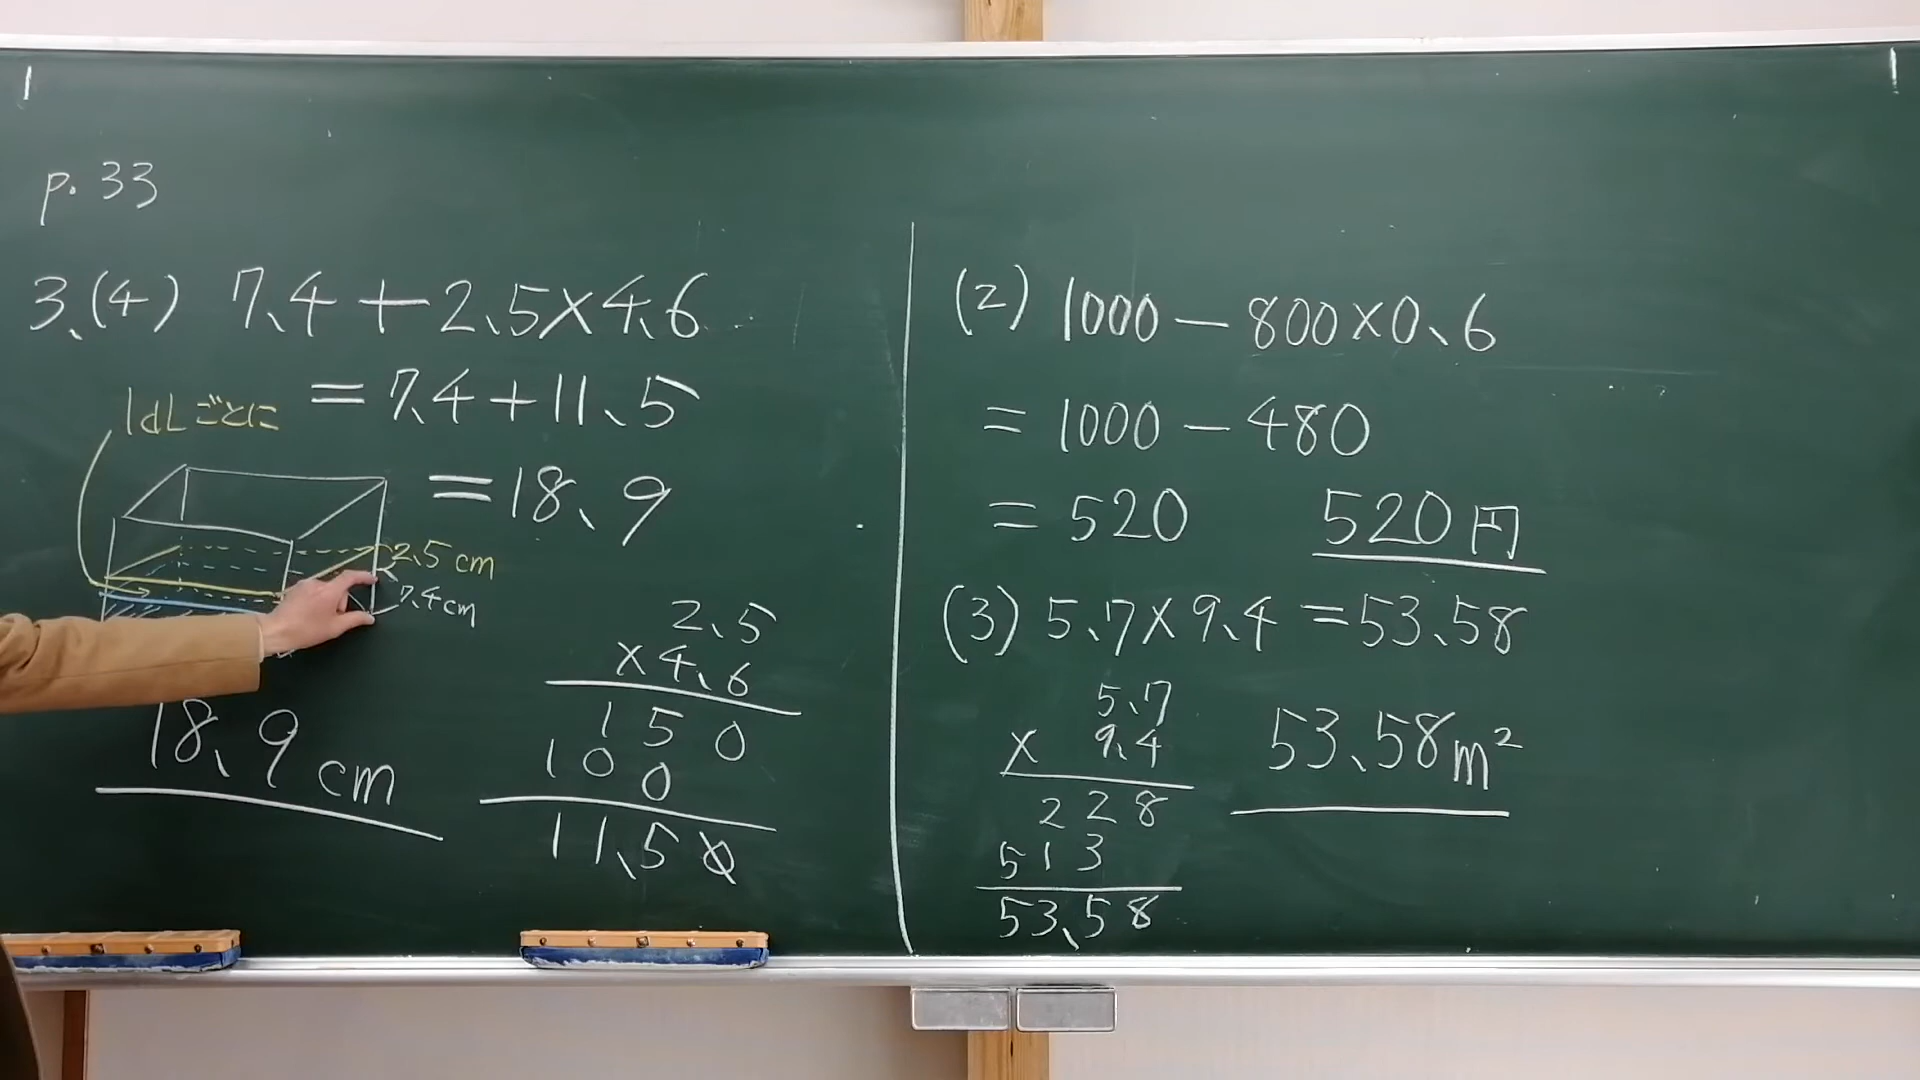 p. 33
3.(4) 7.4+2.5×4.6
=7.4+11.5
=18.9
1dLごとに
2.5cm
7.4cm
18.9cm
2.5
×4.6
150
100
0
11.50
(2) 1000-800×0.6
=1000-480
=520 520円
(3) 5.7×9.4=53.58
5.7
× 9.4
228
513
53.58
53.58m²